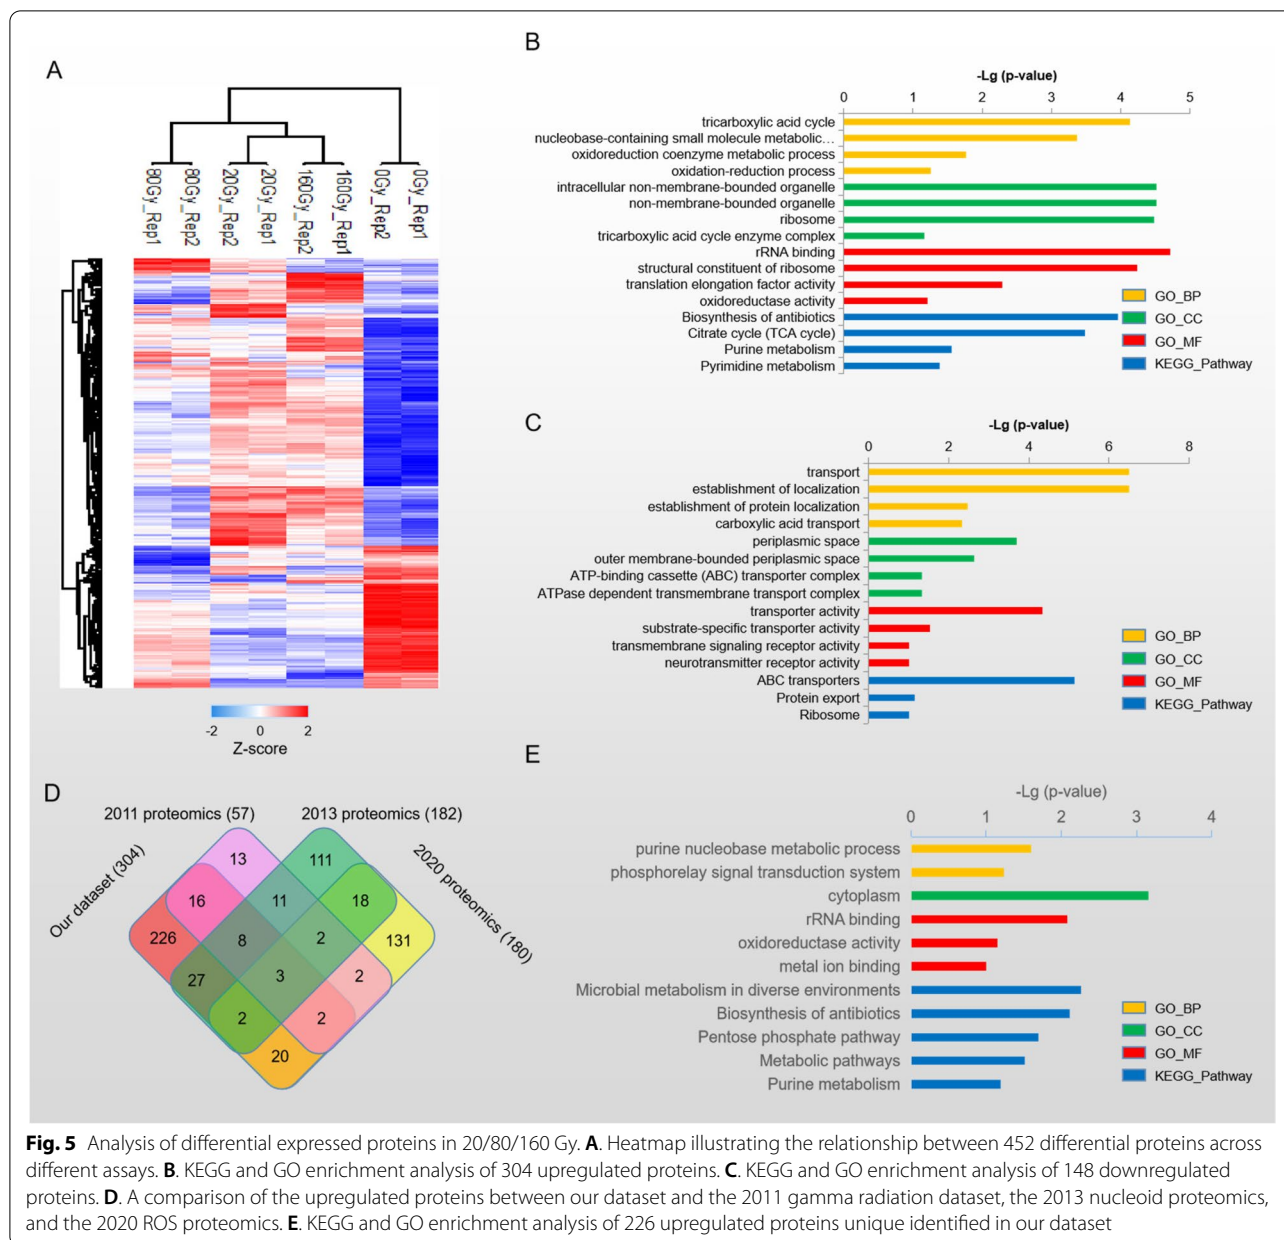 A
80Gy_Rep1
80Gy_Rep2
20Gy_Rep2
20Gy_Rep1
160Gy_Rep2
160Gy_Rep1
0Gy_Rep2
0Gy_Rep1
-2 0 2
Z-score
B
-Lg (p-value)
0 1 2 3 4 5
tricarboxylic acid cycle
nucleobase-containing small molecule metabolic…
oxidoreduction coenzyme metabolic process
oxidation-reduction process
intracellular non-membrane-bounded organelle
non-membrane-bounded organelle
ribosome
tricarboxylic acid cycle enzyme complex
rRNA binding
structural constituent of ribosome
translation elongation factor activity
oxidoreductase activity
Biosynthesis of antibiotics
Citrate cycle (TCA cycle)
Purine metabolism
Pyrimidine metabolism
GO_BP
GO_CC
GO_MF
KEGG_Pathway
C
-Lg (p-value)
0 2 4 6 8
transport
establishment of localization
establishment of protein localization
carboxylic acid transport
periplasmic space
outer membrane-bounded periplasmic space
ATP-binding cassette (ABC) transporter complex
ATPase dependent transmembrane transport complex
transporter activity
substrate-specific transporter activity
transmembrane signaling receptor activity
neurotransmitter receptor activity
ABC transporters
Protein export
Ribosome
GO_BP
GO_CC
GO_MF
KEGG_Pathway
D
2011 proteomics (57) 2013 proteomics (182)
Our dataset (304)
2020 proteomics (180)
13 111
16 11 18
226 8 2 131
27 3 2
2 2
20
E
-Lg (p-value)
0 1 2 3 4
purine nucleobase metabolic process
phosphorelay signal transduction system
cytoplasm
rRNA binding
oxidoreductase activity
metal ion binding
Microbial metabolism in diverse environments
Biosynthesis of antibiotics
Pentose phosphate pathway
Metabolic pathways
Purine metabolism
GO_BP
GO_CC
GO_MF
KEGG_Pathway
Fig. 5 Analysis of differential expressed proteins in 20/80/160 Gy. A. Heatmap illustrating the relationship between 452 differential proteins across
different assays. B. KEGG and GO enrichment analysis of 304 upregulated proteins. C. KEGG and GO enrichment analysis of 148 downregulated
proteins. D. A comparison of the upregulated proteins between our dataset and the 2011 gamma radiation dataset, the 2013 nucleoid proteomics,
and the 2020 ROS proteomics. E. KEGG and GO enrichment analysis of 226 upregulated proteins unique identified in our dataset